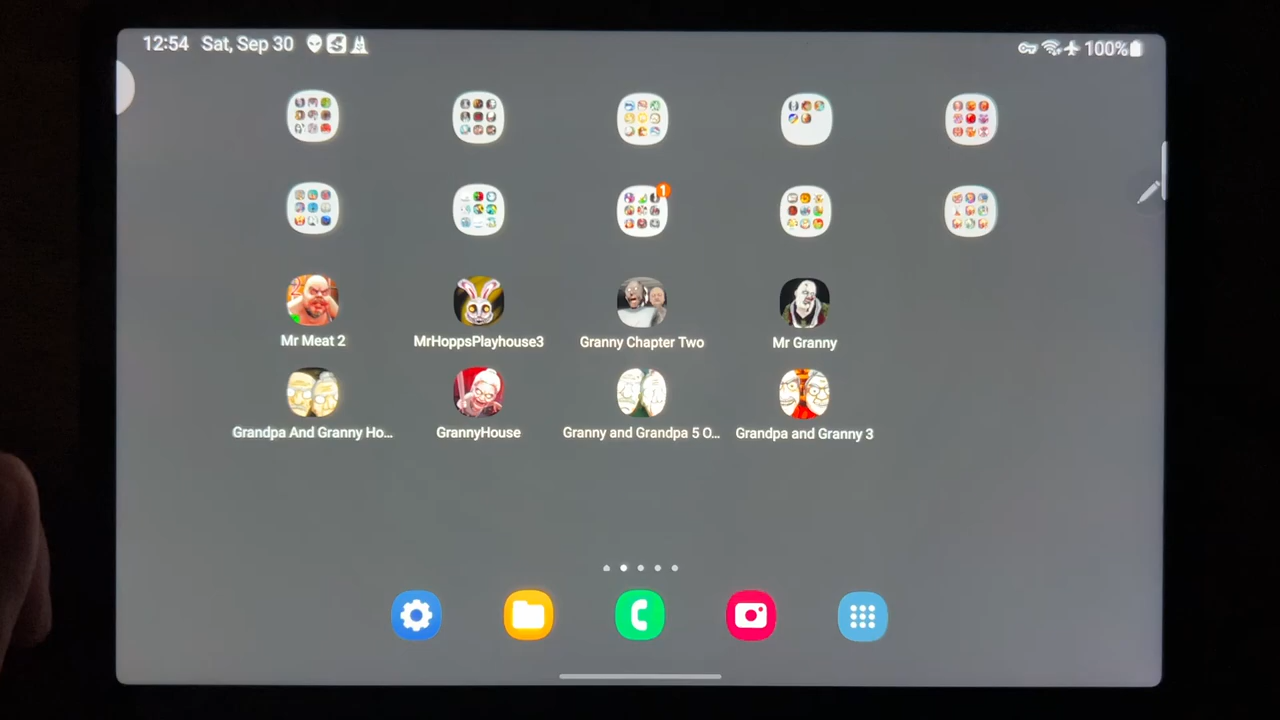 12:54 Sat, Sep 30
100%
1
Mr Meat 2
MrHoppsPlayhouse3
Granny Chapter Two
Mr Granny
Grandpa And Granny Ho...
GrannyHouse
Granny and Grandpa 5 O...
Grandpa and Granny 3